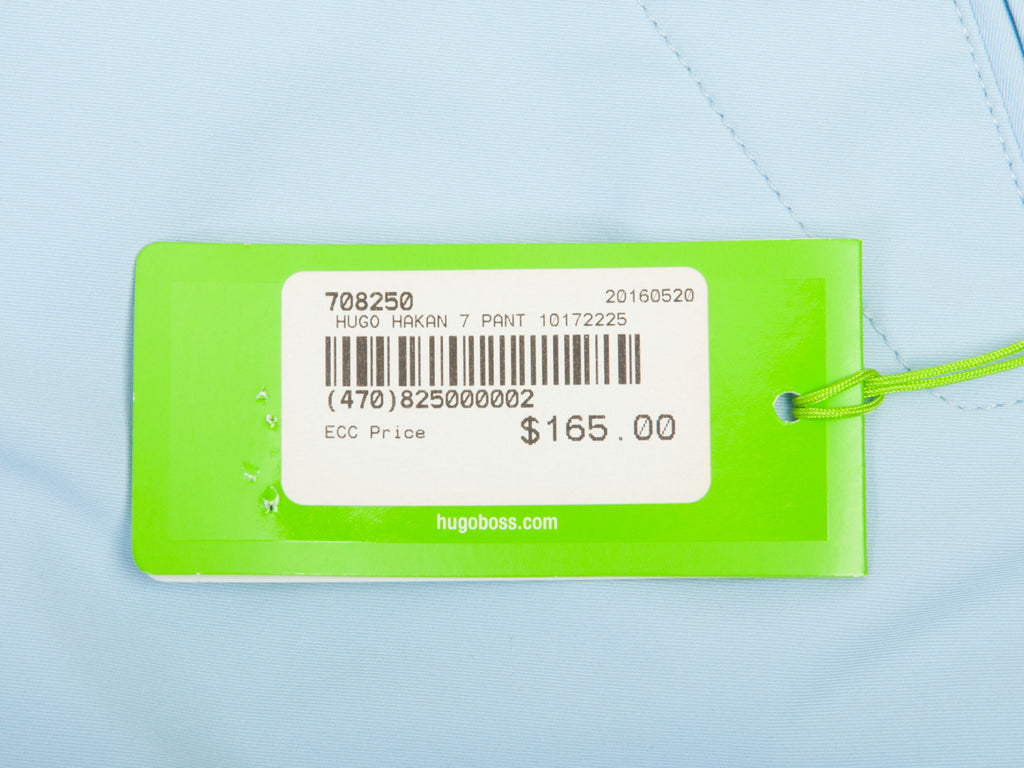 708250 20160520
HUGO HAKAN 7 PANT 10172225
(470)825000002
ECC Price $165.00
hugoboss.com